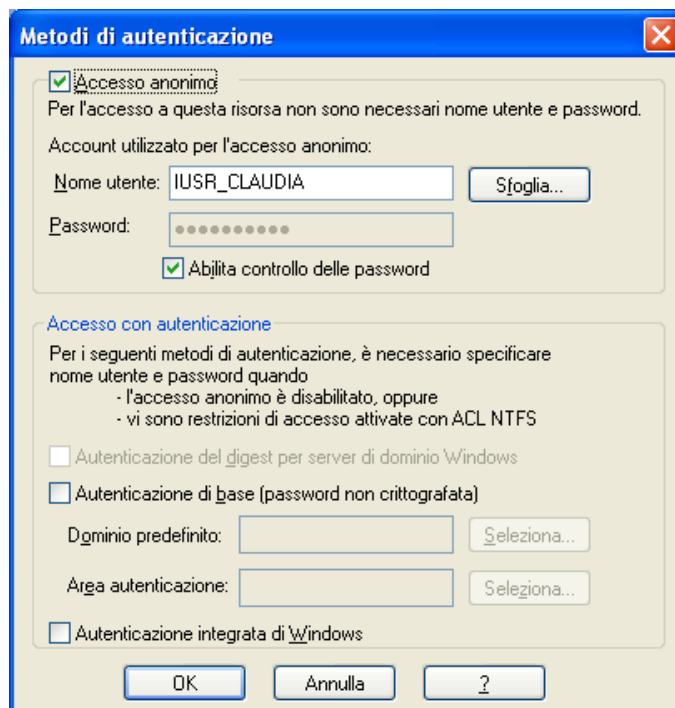 Metodi di autenticazione
Accesso anonimo
Per l'accesso a questa risorsa non sono necessari nome utente e password.
Account utilizzato per l'accesso anonimo:
Nome utente: IUSR_CLAUDIA Sfoglia...
Password: ●●●●●●●●●●
Abilita controllo delle password
Accesso con autenticazione
Per i seguenti metodi di autenticazione, è necessario specificare
nome utente e password quando
- l'accesso anonimo è disabilitato, oppure
- vi sono restrizioni di accesso attivate con ACL NTFS
Autenticazione del digest per server di dominio Windows
Autenticazione di base (password non crittografata)
Dominio predefinito: Seleziona...
Area autenticazione: Seleziona...
Autenticazione integrata di Windows
OK Annulla ?